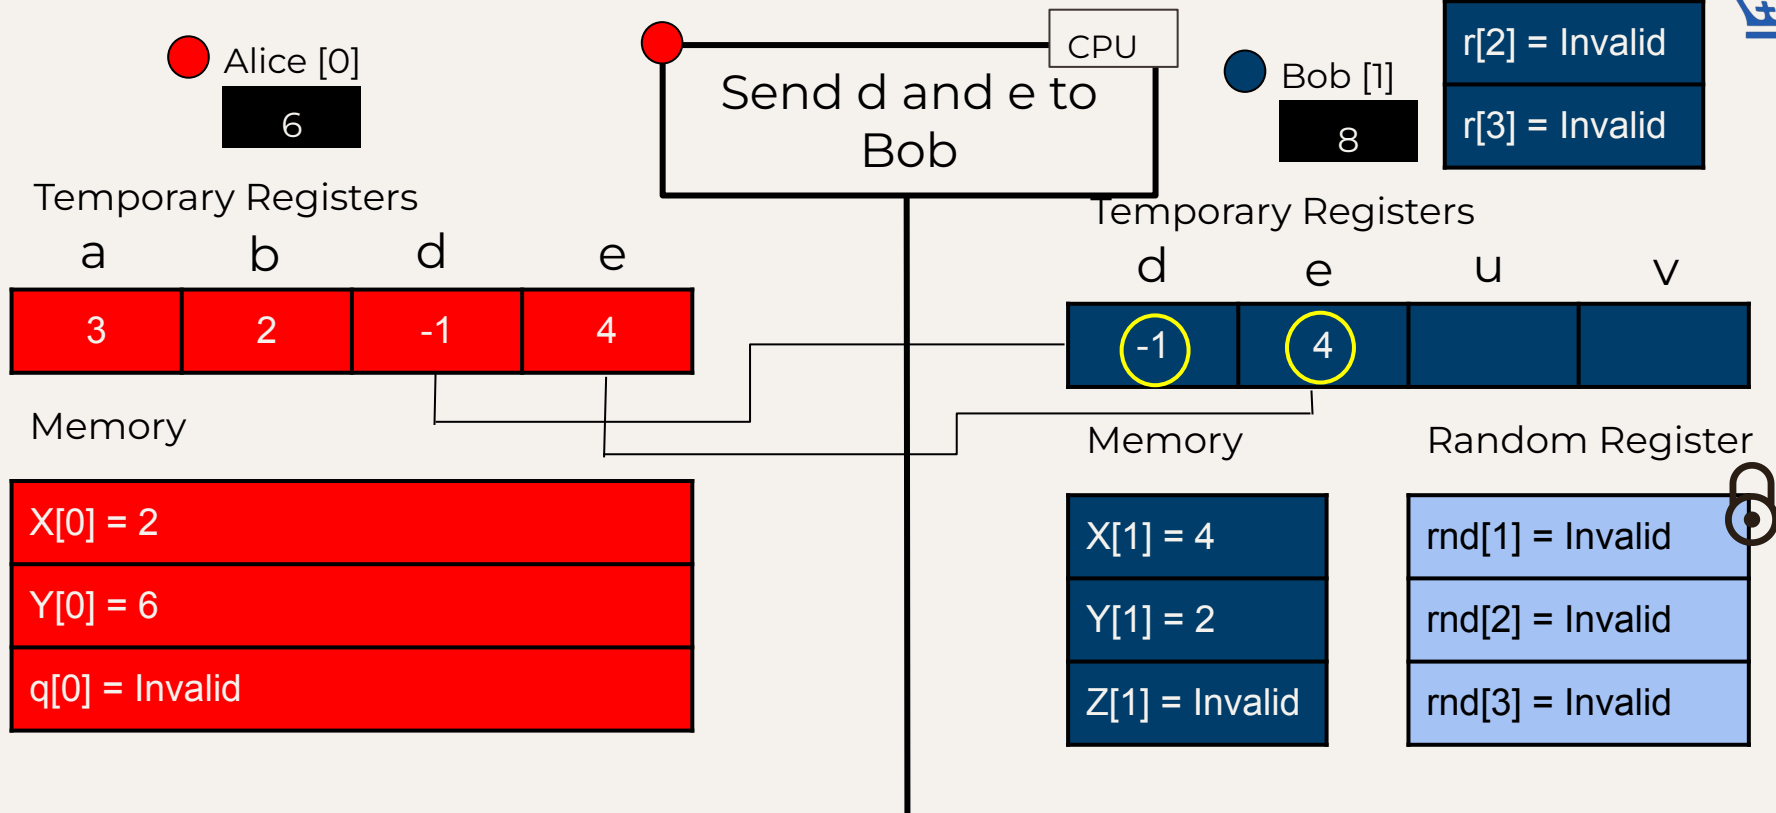 Alice [0]
6
CPU
Send d and e to
Bob
Bob [1]
8
r[2] = Invalid
r[3] = Invalid
Temporary Registers
a b d e
3 2 -1 4
Temporary Registers
d e u v
-1 4
Memory
X[0] = 2
Y[0] = 6
q[0] = Invalid
Memory
X[1] = 4
Y[1] = 2
Z[1] = Invalid
Random Register
rnd[1] = Invalid
rnd[2] = Invalid
rnd[3] = Invalid